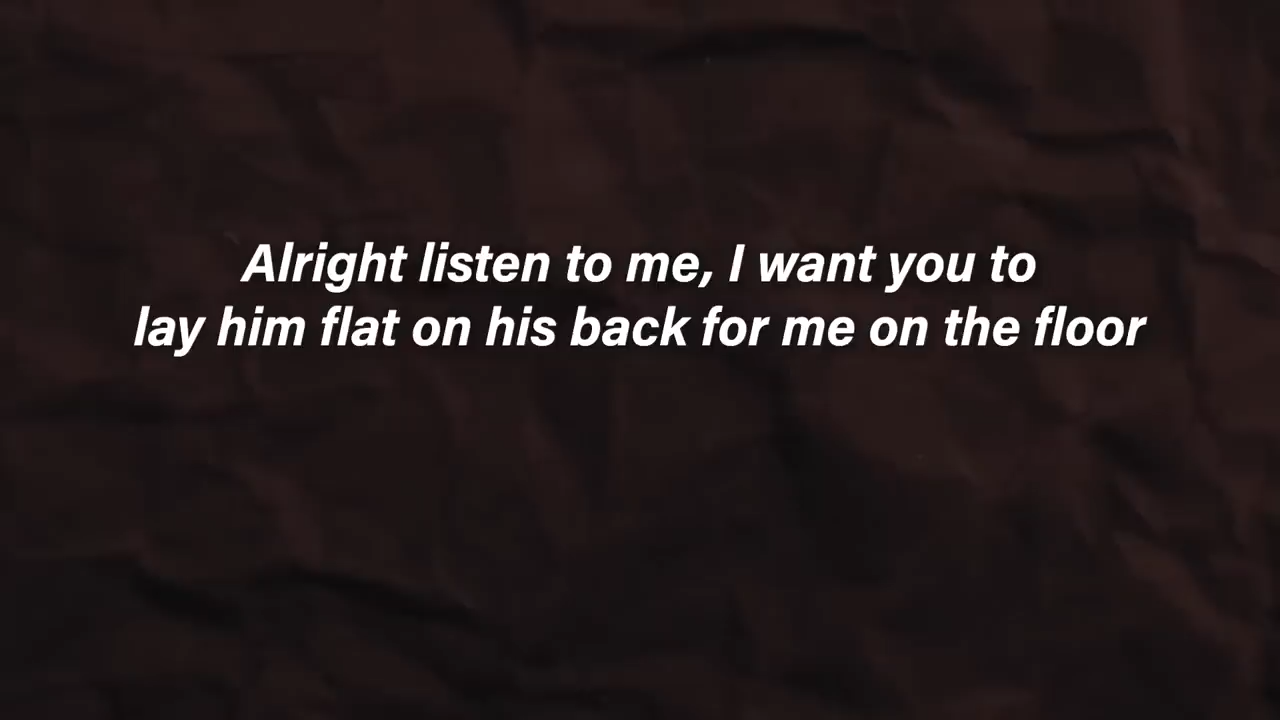 Alright listen to me, I want you to
lay him flat on his back for me on the floor